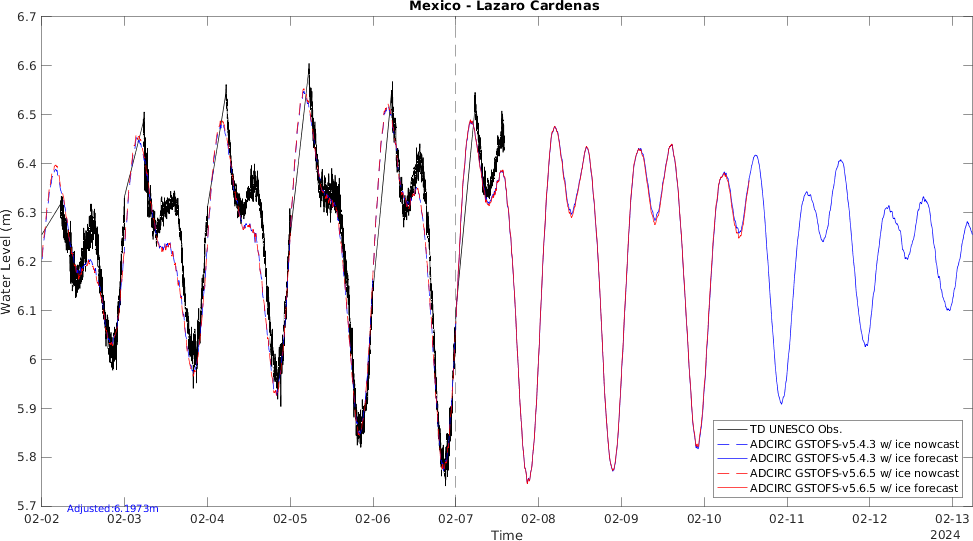 Mexico - Lazaro Cardenas
6.7
6.6
6.5
6.4
6.3
6.2
6.1
6
5.9
5.8
5.7
Water Level (m)
TD UNESCO Obs.
ADCIRC GSTOFS-v5.4.3 w/ ice nowcast
ADCIRC GSTOFS-v5.4.3 w/ ice forecast
ADCIRC GSTOFS-v5.6.5 w/ ice nowcast
ADCIRC GSTOFS-v5.6.5 w/ ice forecast
Adjusted:6.1973m
02-02 02-03 02-04 02-05 02-06 02-07 02-08 02-09 02-10 02-11 02-12 02-13
Time
2024